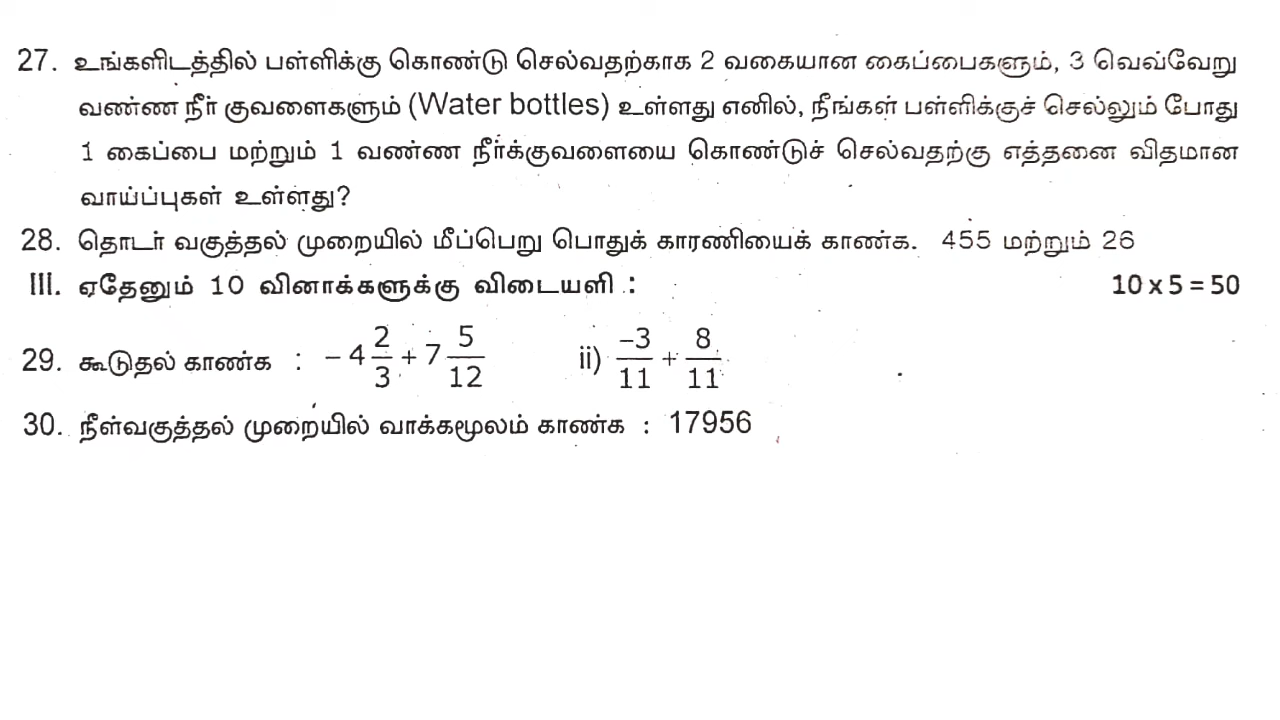 27. உங்களிடத்தில் பள்ளிக்கு கொண்டு செல்வதற்காக 2 வகையான கைப்பைகளும், 3 வெவ்வேறு
வண்ண நீர் குவளைகளும் (Water bottles) உள்ளது எனில், நீங்கள் பள்ளிக்குச் செல்லும் போது
1 கைப்பை மற்றும் 1 வண்ண நீர்க்குவளையை கொண்டுச் செல்வதற்கு எத்தனை விதமான
வாய்ப்புகள் உள்ளது?
28. தொடர் வகுத்தல் முறையில் மீப்பெறு பொதுக் காரணியைக் காண்க. 455 மற்றும் 26
III. ஏதேனும் 10 வினாக்களுக்கு விடையளி : 10 x 5 = 50
29. கூடுதல் காண்க : - 4 2/3 + 7 5/12 ii) -3/11 + 8/11
30. நீள்வகுத்தல் முறையில் வாக்கமூலம் காண்க : 17956